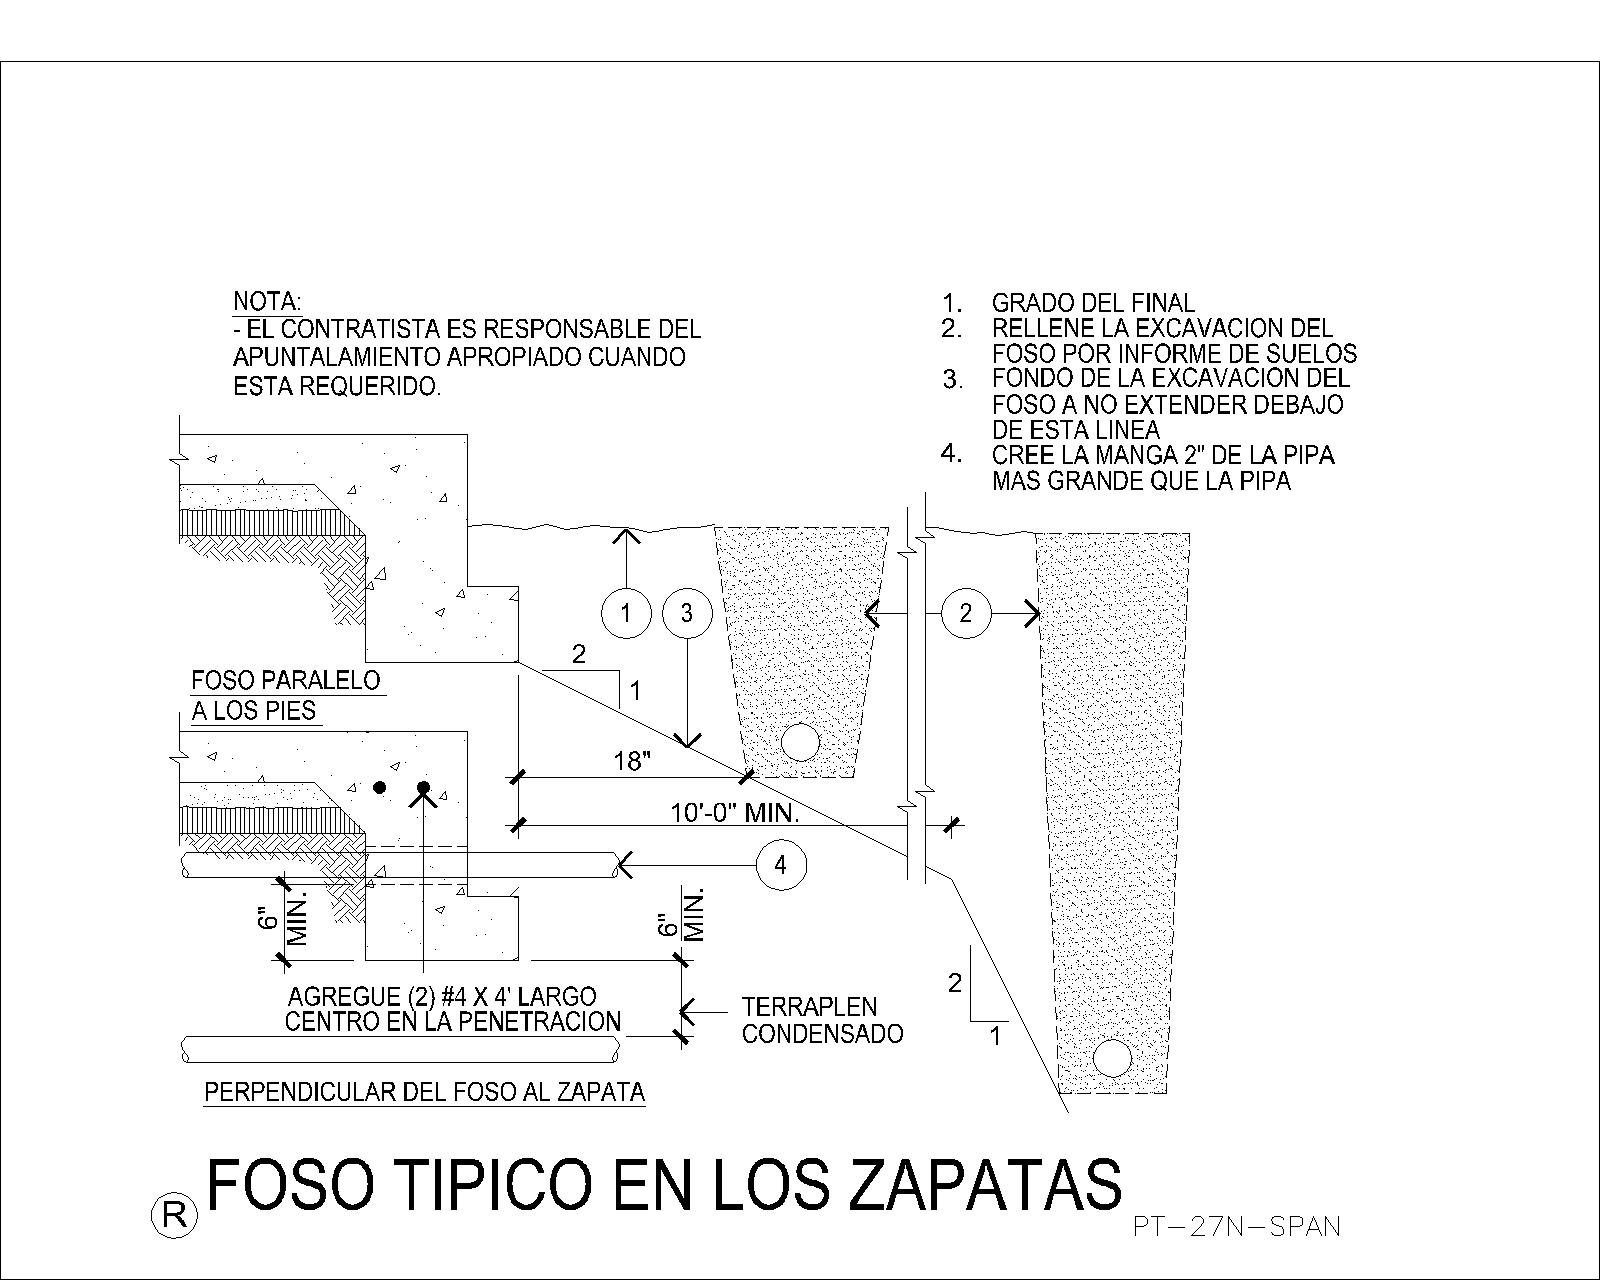 NOTA:
- EL CONTRATISTA ES RESPONSABLE DEL
APUNTALAMIENTO APROPIADO CUANDO
ESTA REQUERIDO.
1. GRADO DEL FINAL
2. RELLENE LA EXCAVACION DEL
FOSO POR INFORME DE SUELOS
3. FONDO DE LA EXCAVACION DEL
FOSO A NO EXTENDER DEBAJO
DE ESTA LINEA
4. CREE LA MANGA 2" DE LA PIPA
MAS GRANDE QUE LA PIPA
1
3
2
2
1
FOSO PARALELO
A LOS PIES
18"
10'-0" MIN.
4
6"
MIN.
6"
MIN.
2
1
AGREGUE (2) #4 X 4' LARGO
CENTRO EN LA PENETRACION
TERRAPLEN
CONDENSADO
PERPENDICULAR DEL FOSO AL ZAPATA
R FOSO TIPICO EN LOS ZAPATAS
PT-27N-SPAN